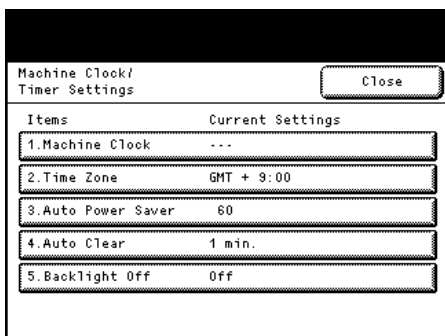 Machine Clock/
Timer Settings
Close
Items Current Settings
1.Machine Clock ---
2.Time Zone GMT + 9:00
3.Auto Power Saver 60
4.Auto Clear 1 min.
5.Backlight Off Off